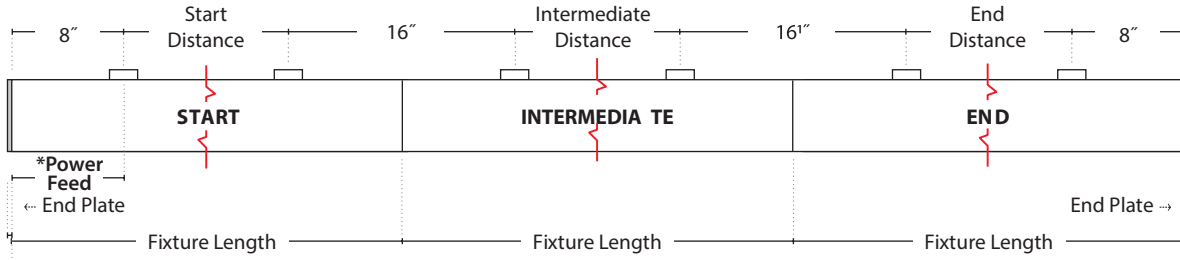 Start
Distance
Intermediate
Distance
End
Distance
8″
16″
16¹″
8″
START
INTERMEDIA TE
END
*Power
Feed
←End Plate
End Plate→
Fixture Length
Fixture Length
Fixture Length